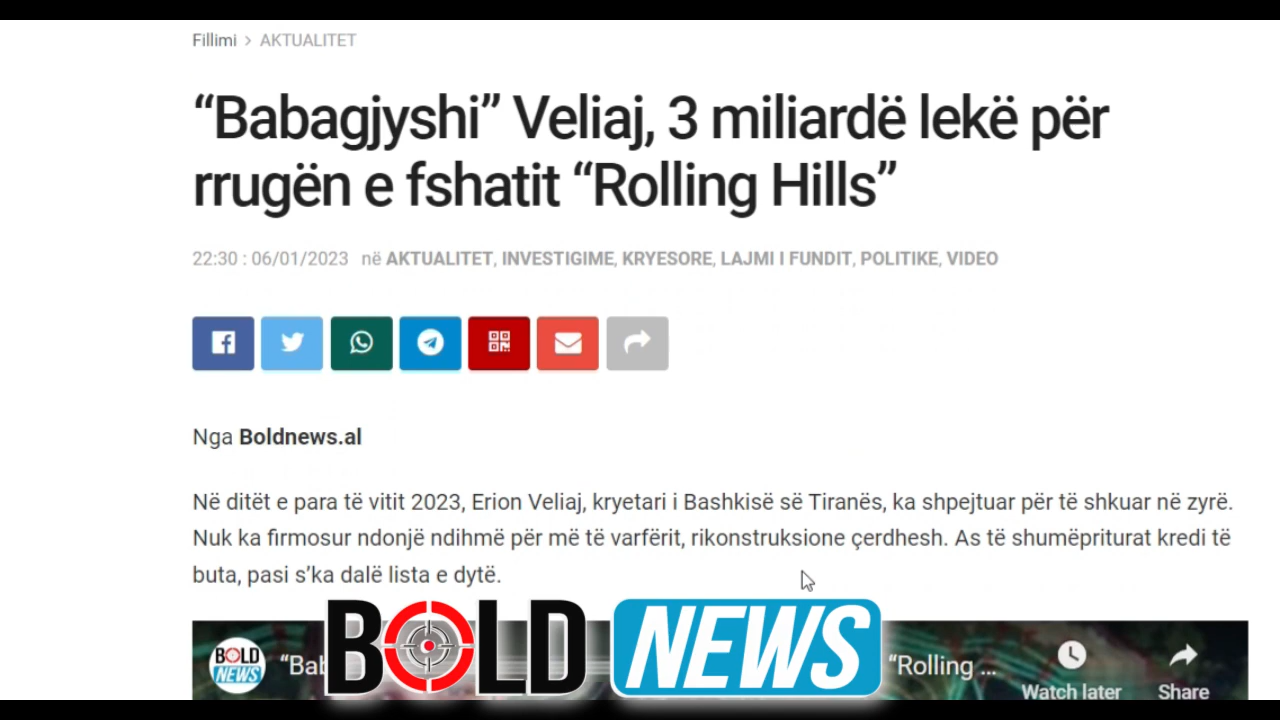 Fillimi > AKTUALITET
“Babagjyshi” Veliaj, 3 miliardë lekë për
rrugën e fshatit “Rolling Hills”
22:30 : 06/01/2023 në AKTUALITET, INVESTIGIME, KRYESORE, LAJMI I FUNDIT, POLITIKE, VIDEO
Nga Boldnews.al
Në ditët e para të vitit 2023, Erion Veliaj, kryetari i Bashkisë së Tiranës, ka shpejtuar për të shkuar në zyrë.
Nuk ka firmosur ndonjë ndihmë për më të varfërit, rikonstruksione çerdhesh. As të shumëpriturat kredi të
buta, pasi s’ka dalë lista e dytë.
BOLD NEWS
BOLD NEWS
“Rolling ...
Watch later Share